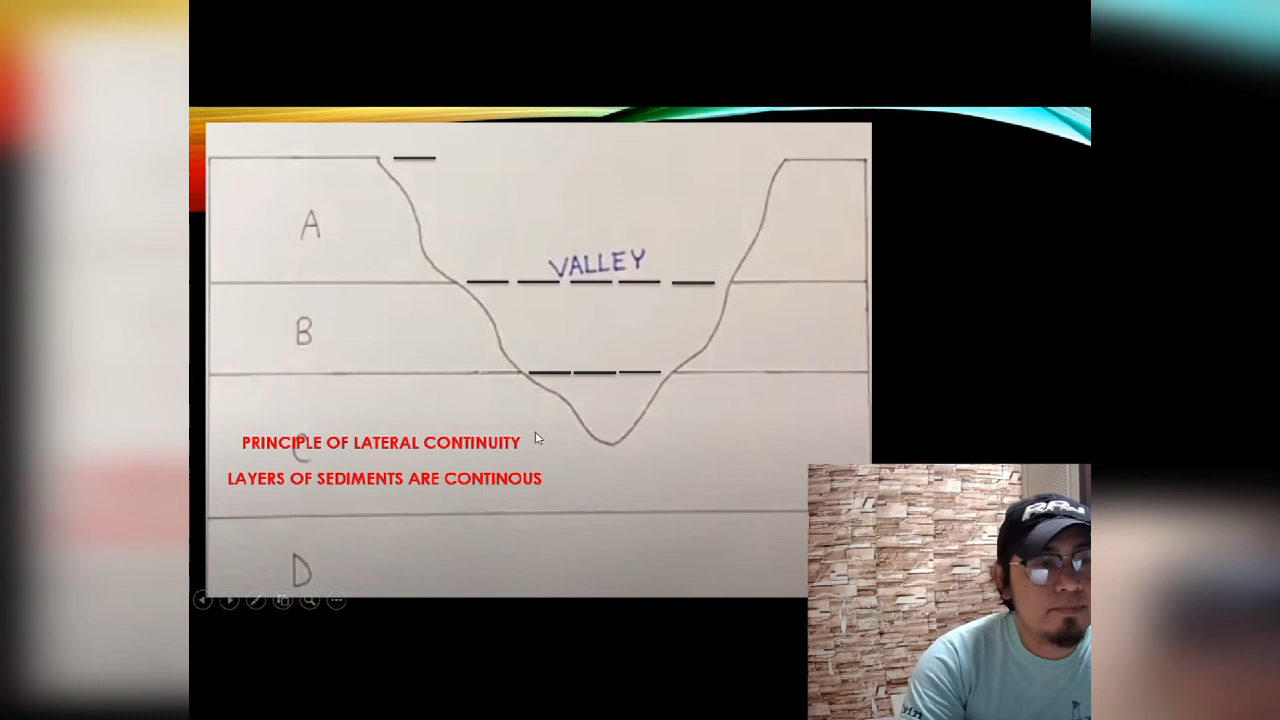 A
VALLEY
B
PRINCIPLE OF LATERAL CONTINUITY
C
LAYERS OF SEDIMENTS ARE CONTINOUS
D